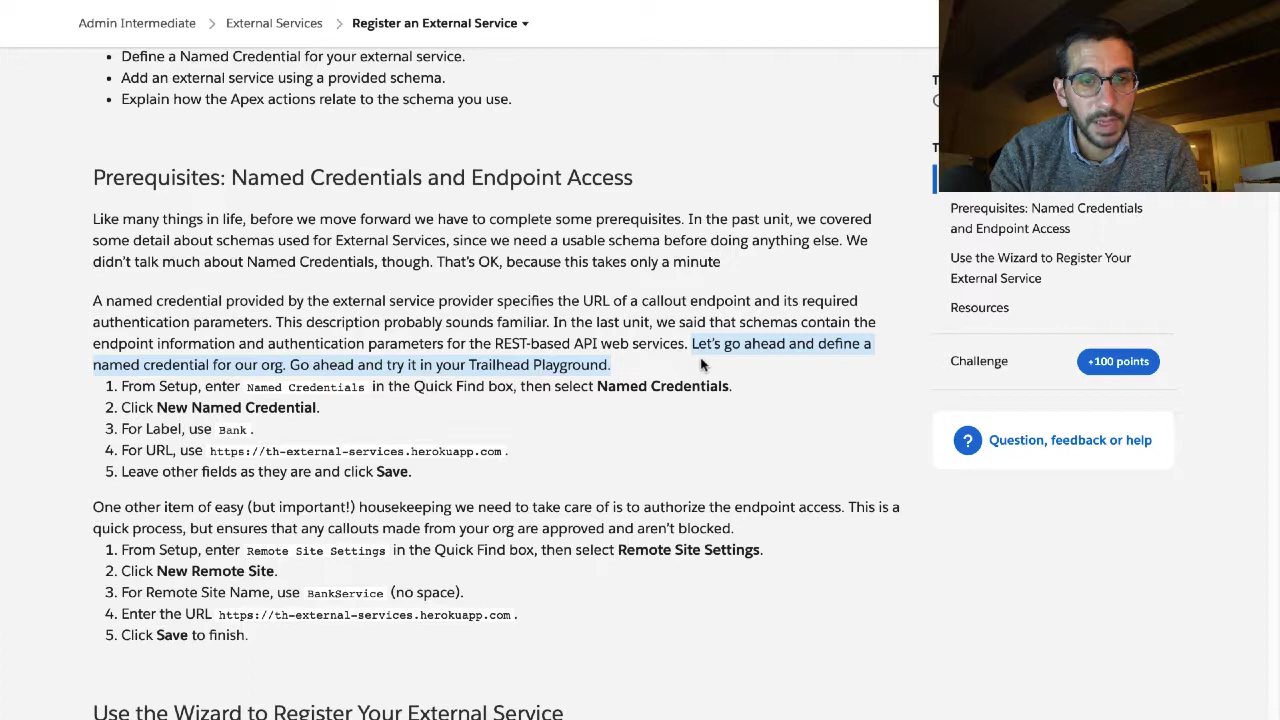 Admin Intermediate > External Services > Register an External Service
• Define a Named Credential for your external service.
• Add an external service using a provided schema.
• Explain how the Apex actions relate to the schema you use.
Prerequisites: Named Credentials and Endpoint Access
Like many things in life, before we move forward we have to complete some prerequisites. In the past unit, we covered
some detail about schemas used for External Services, since we need a usable schema before doing anything else. We
didn't talk much about Named Credentials, though. That's OK, because this takes only a minute
A named credential provided by the external service provider specifies the URL of a callout endpoint and its required
authentication parameters. This description probably sounds familiar. In the last unit, we said that schemas contain the
endpoint information and authentication parameters for the REST-based API web services. Let's go ahead and define a
named credential for our org. Go ahead and try it in your Trailhead Playground.
1. From Setup, enter Named Credentials in the Quick Find box, then select Named Credentials.
2. Click New Named Credential.
3. For Label, use Bank.
4. For URL, use https://th-external-services.herokuapp.com.
5. Leave other fields as they are and click Save.
One other item of easy (but important!) housekeeping we need to take care of is to authorize the endpoint access. This is a
quick process, but ensures that any callouts made from your org are approved and aren't blocked.
1. From Setup, enter Remote Site Settings in the Quick Find box, then select Remote Site Settings.
2. Click New Remote Site.
3. For Remote Site Name, use BankService (no space).
4. Enter the URL https://th-external-services.herokuapp.com.
5. Click Save to finish.
Use the Wizard to Register Your External Service
Prerequisites: Named Credentials
and Endpoint Access
Use the Wizard to Register Your
External Service
Resources
Challenge +100 points
? Question, feedback or help